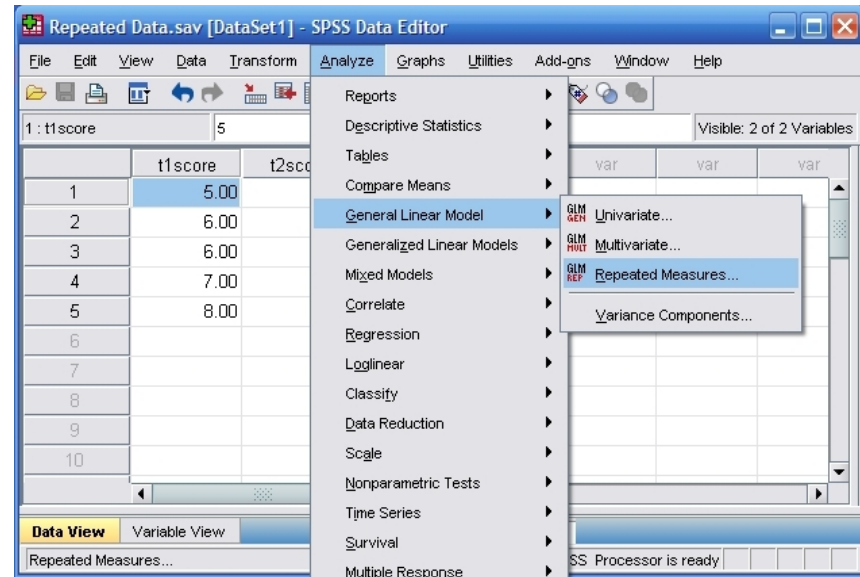 Repeated Data.sav [DataSet1] - SPSS Data Editor
File Edit View Data Transform Analyze Graphs Utilities Add-ons Window Help
1 : t1score 5 Visible: 2 of 2 Variables
t1score t2sco var var var
1 5.00
2 6.00
3 6.00
4 7.00
5 8.00
6
7
8
9
10
Reports
Descriptive Statistics
Tables
Compare Means
General Linear Model
Generalized Linear Models
Mixed Models
Correlate
Regression
Loglinear
Classify
Data Reduction
Scale
Nonparametric Tests
Time Series
Survival
Multiple Response
GLM GEN Univariate...
GLM MULT Multivariate...
GLM REP Repeated Measures...
Variance Components...
Data View Variable View
Repeated Measures... SS Processor is ready